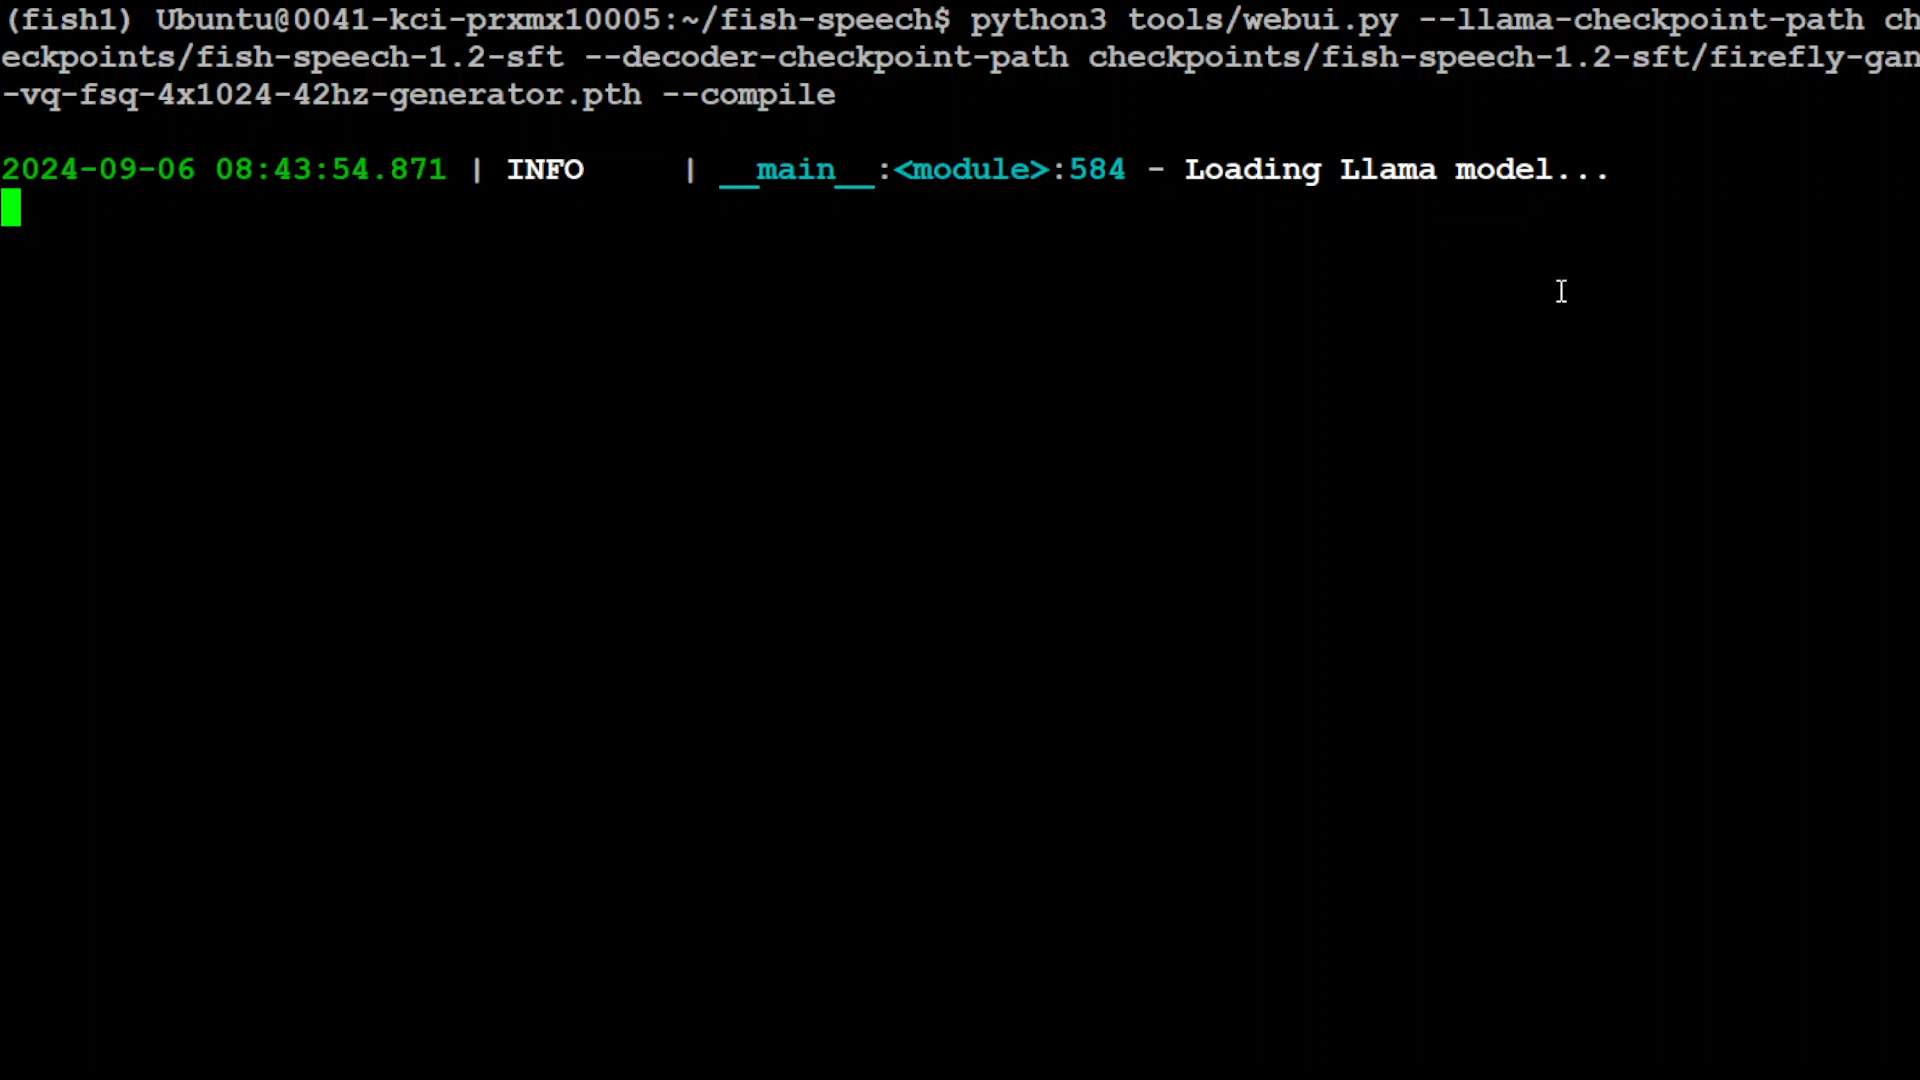 (fish1) Ubuntu@0041-kci-prxmx10005:~/fish-speech$ python3 tools/webui.py --llama-checkpoint-path ch
eckpoints/fish-speech-1.2-sft --decoder-checkpoint-path checkpoints/fish-speech-1.2-sft/firefly-gan
-vq-fsq-4x1024-42hz-generator.pth --compile
2024-09-06 08:43:54.871 | INFO     | __main__:<module>:584 - Loading Llama model...